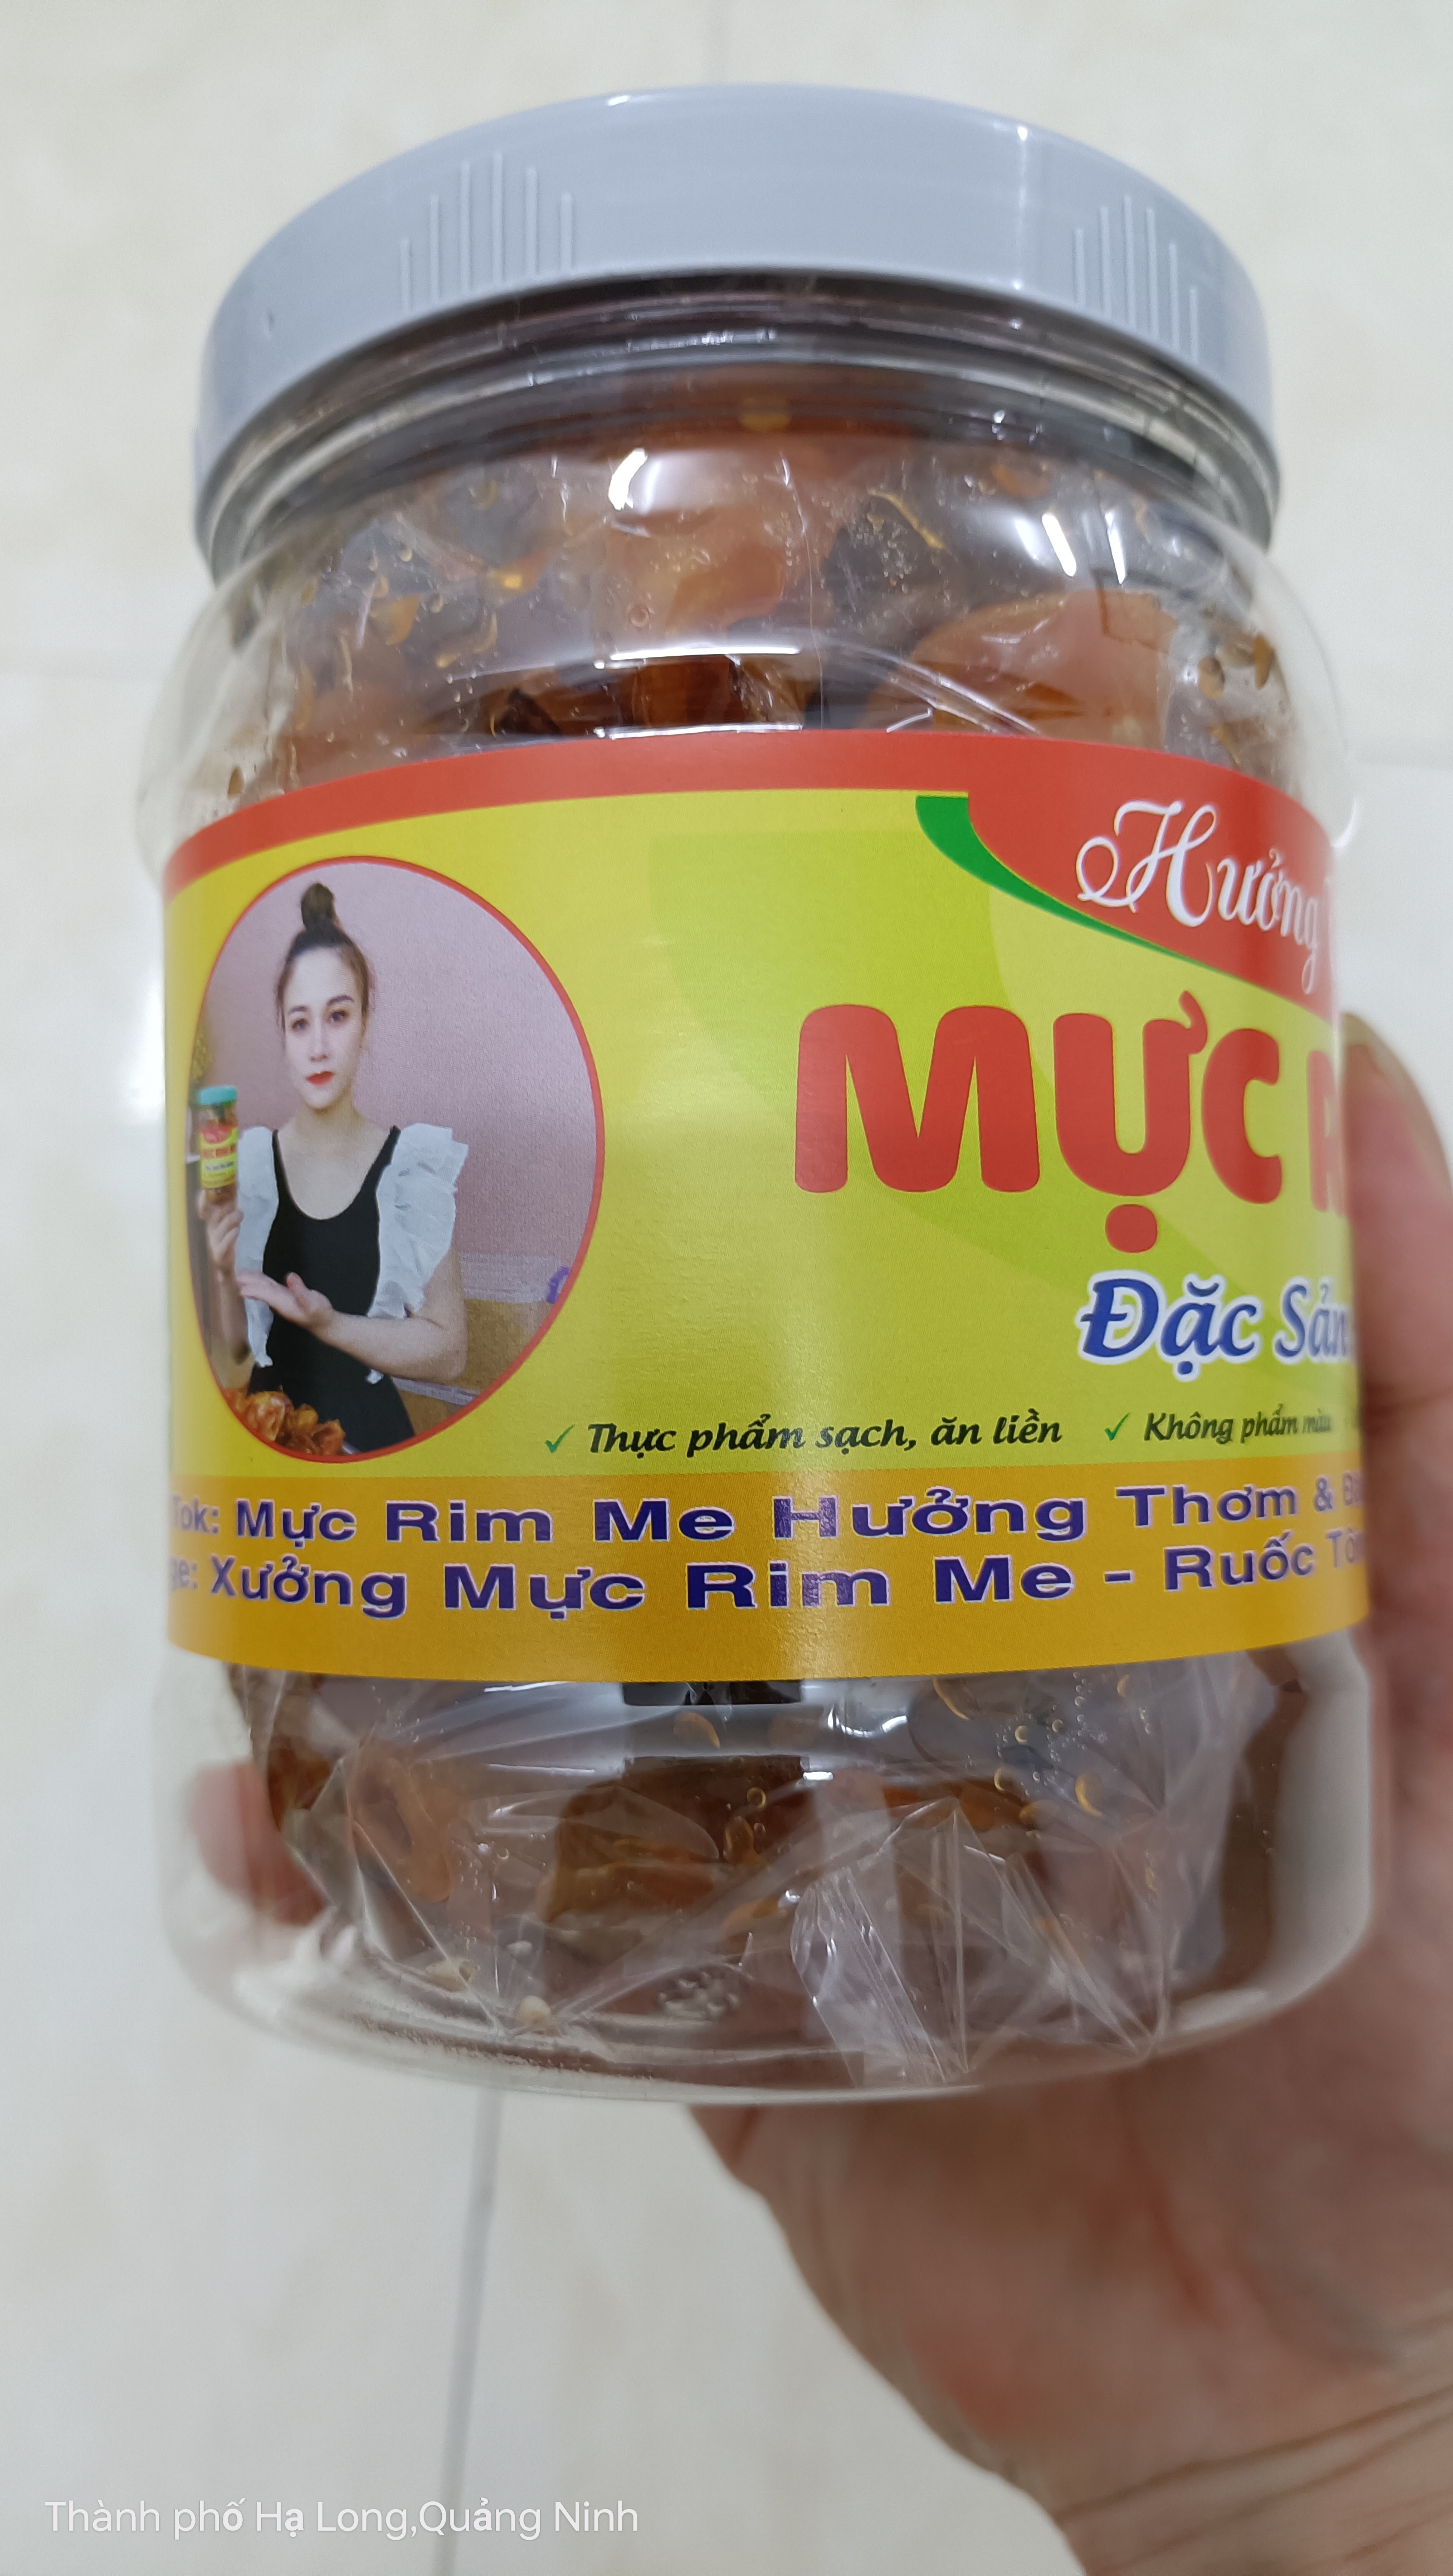 Hưởng
MỰC
Đặc Sản
✓ Thực phẩm sạch, ăn liền ✓ Không phẩm màu
Tok: Mực Rim Me Hưởng Thơm &
ge: Xưởng Mực Rim Me - Ruốc
Thành phố Hạ Long,Quảng Ninh